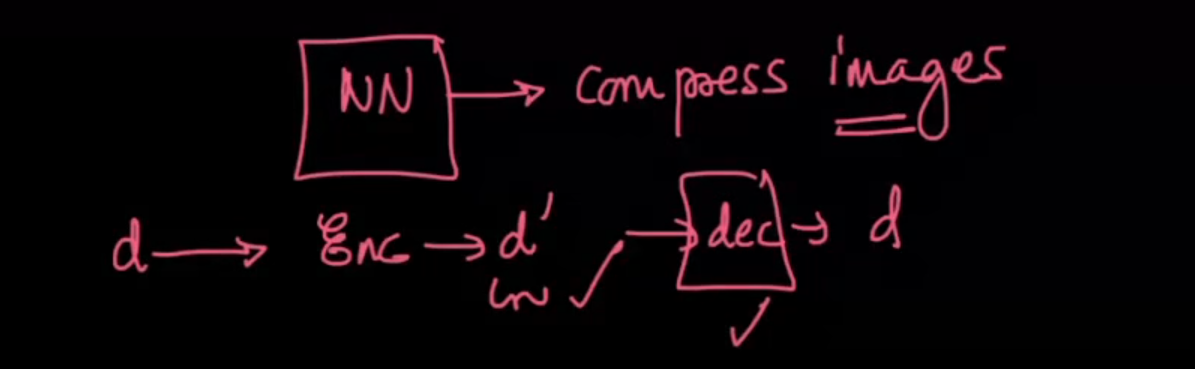 NN → compress images
d → Enc → d' → dec → d